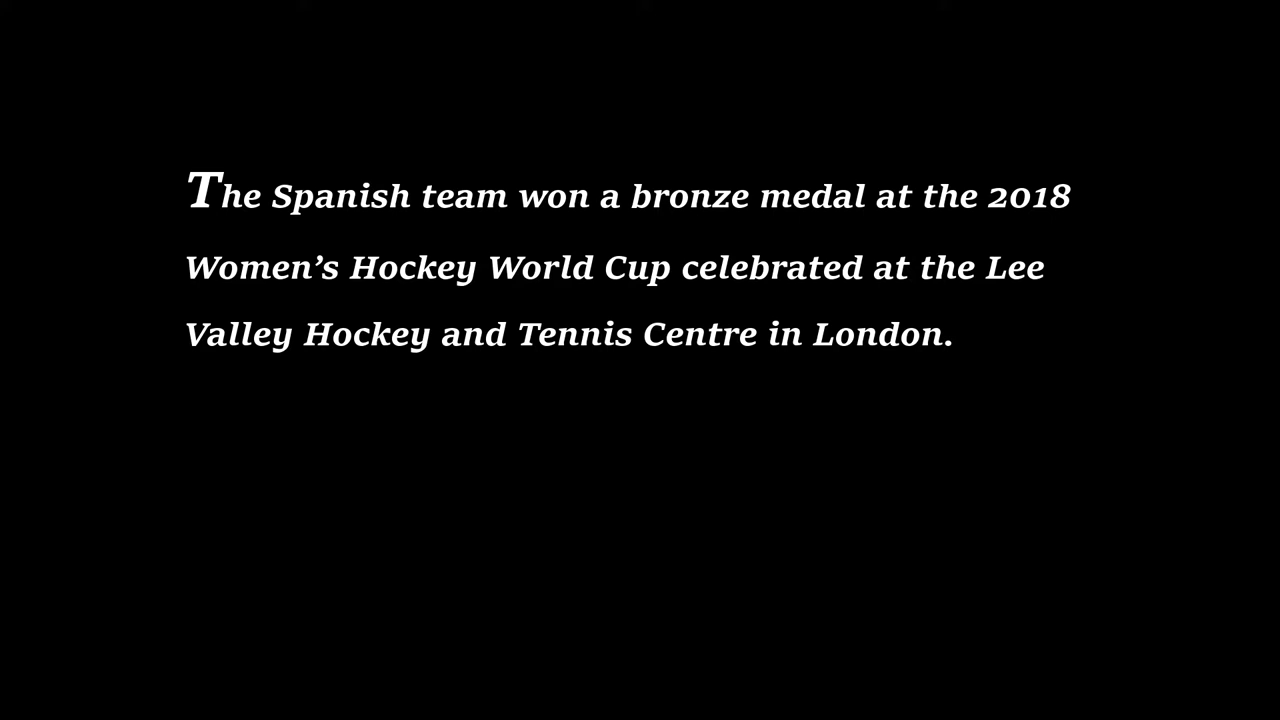 The Spanish team won a bronze medal at the 2018
Women’s Hockey World Cup celebrated at the Lee
Valley Hockey and Tennis Centre in London.